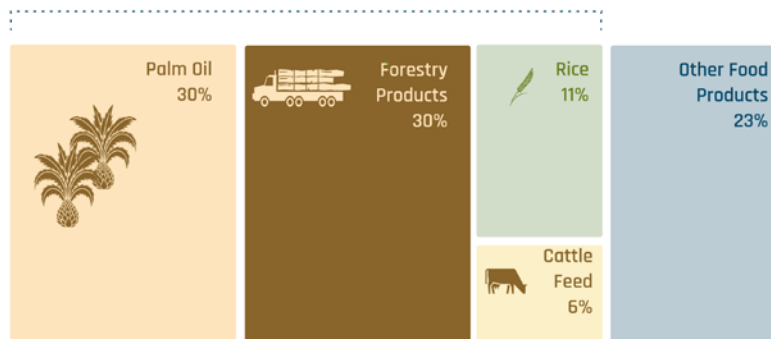 Palm Oil
30%
Forestry
Products
30%
Rice
11%
Cattle
Feed
6%
Other Food
Products
23%